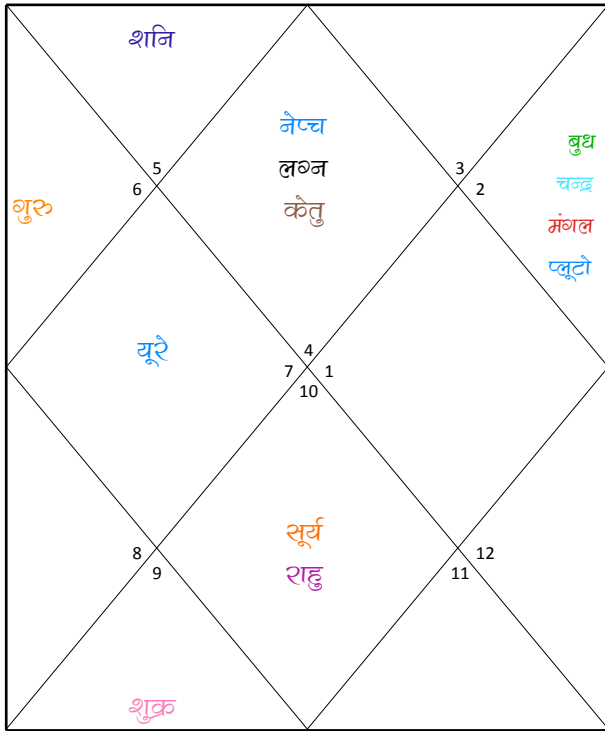 शनि
नेप्च
बुध
लग्न
5
3
चन्द्र
6
2
गुरु
केतु
मंगल
प्लूटो
यूरे
4
7
1
10
सूर्य
8
12
राहु
9
11
शुक्र